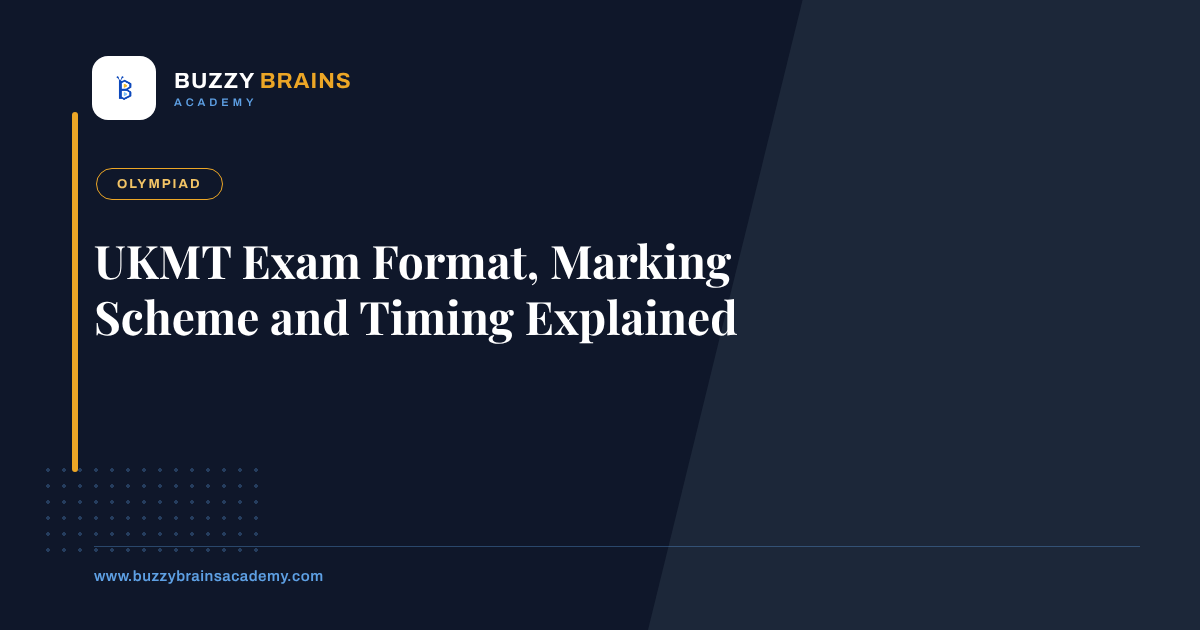 BUZZY BRAINS
ACADEMY
OLYMPIAD
UKMT Exam Format, Marking
Scheme and Timing Explained
www.buzzybrainsacademy.com